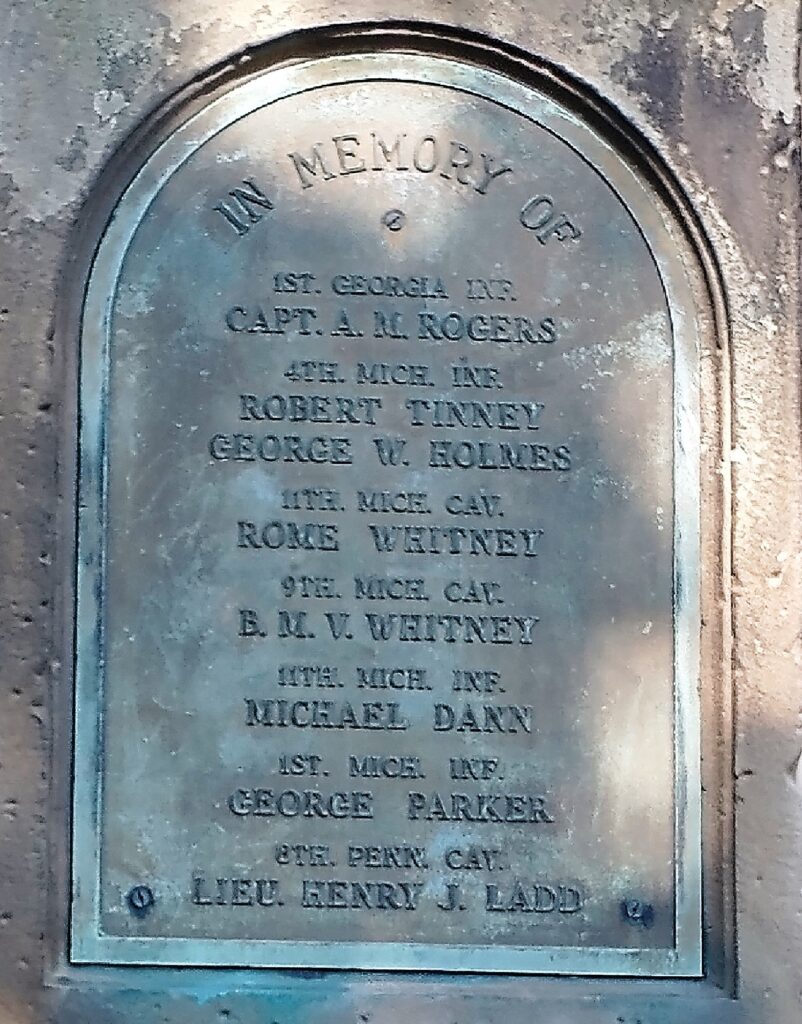 IN MEMORY OF
1ST. GEORGIA INF.
CAPT. A. M. ROGERS
4TH. MICH. INF.
ROBERT TINNEY
GEORGE W. HOLMES
11TH. MICH. CAV.
ROME WHITNEY
9TH. MICH. CAV.
B. M. V. WHITNEY
11TH. MICH. INF.
MICHAEL DANN
1ST. MICH. INF.
GEORGE PARKER
8TH. PENN. CAV.
LIEU. HENRY J. LADD